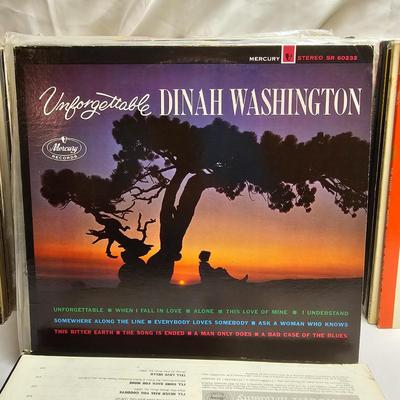 MERCURY STEREO SR 60232
Unforgettable DINAH WASHINGTON
Mercury
RECORDS
UNFORGETTABLE ■ WHEN I FALL IN LOVE ■ ALONE ■ THIS LOVE OF MINE ■ I UNDERSTAND
SOMEWHERE ALONG THE LINE ■ EVERYBODY LOVES SOMEBODY ■ ASK A WOMAN WHO KNOWS
THIS BITTER EARTH ■ THE SONG IS ENDED ■ A MAN ONLY DOES ■ A BAD CASE OF THE BLUES